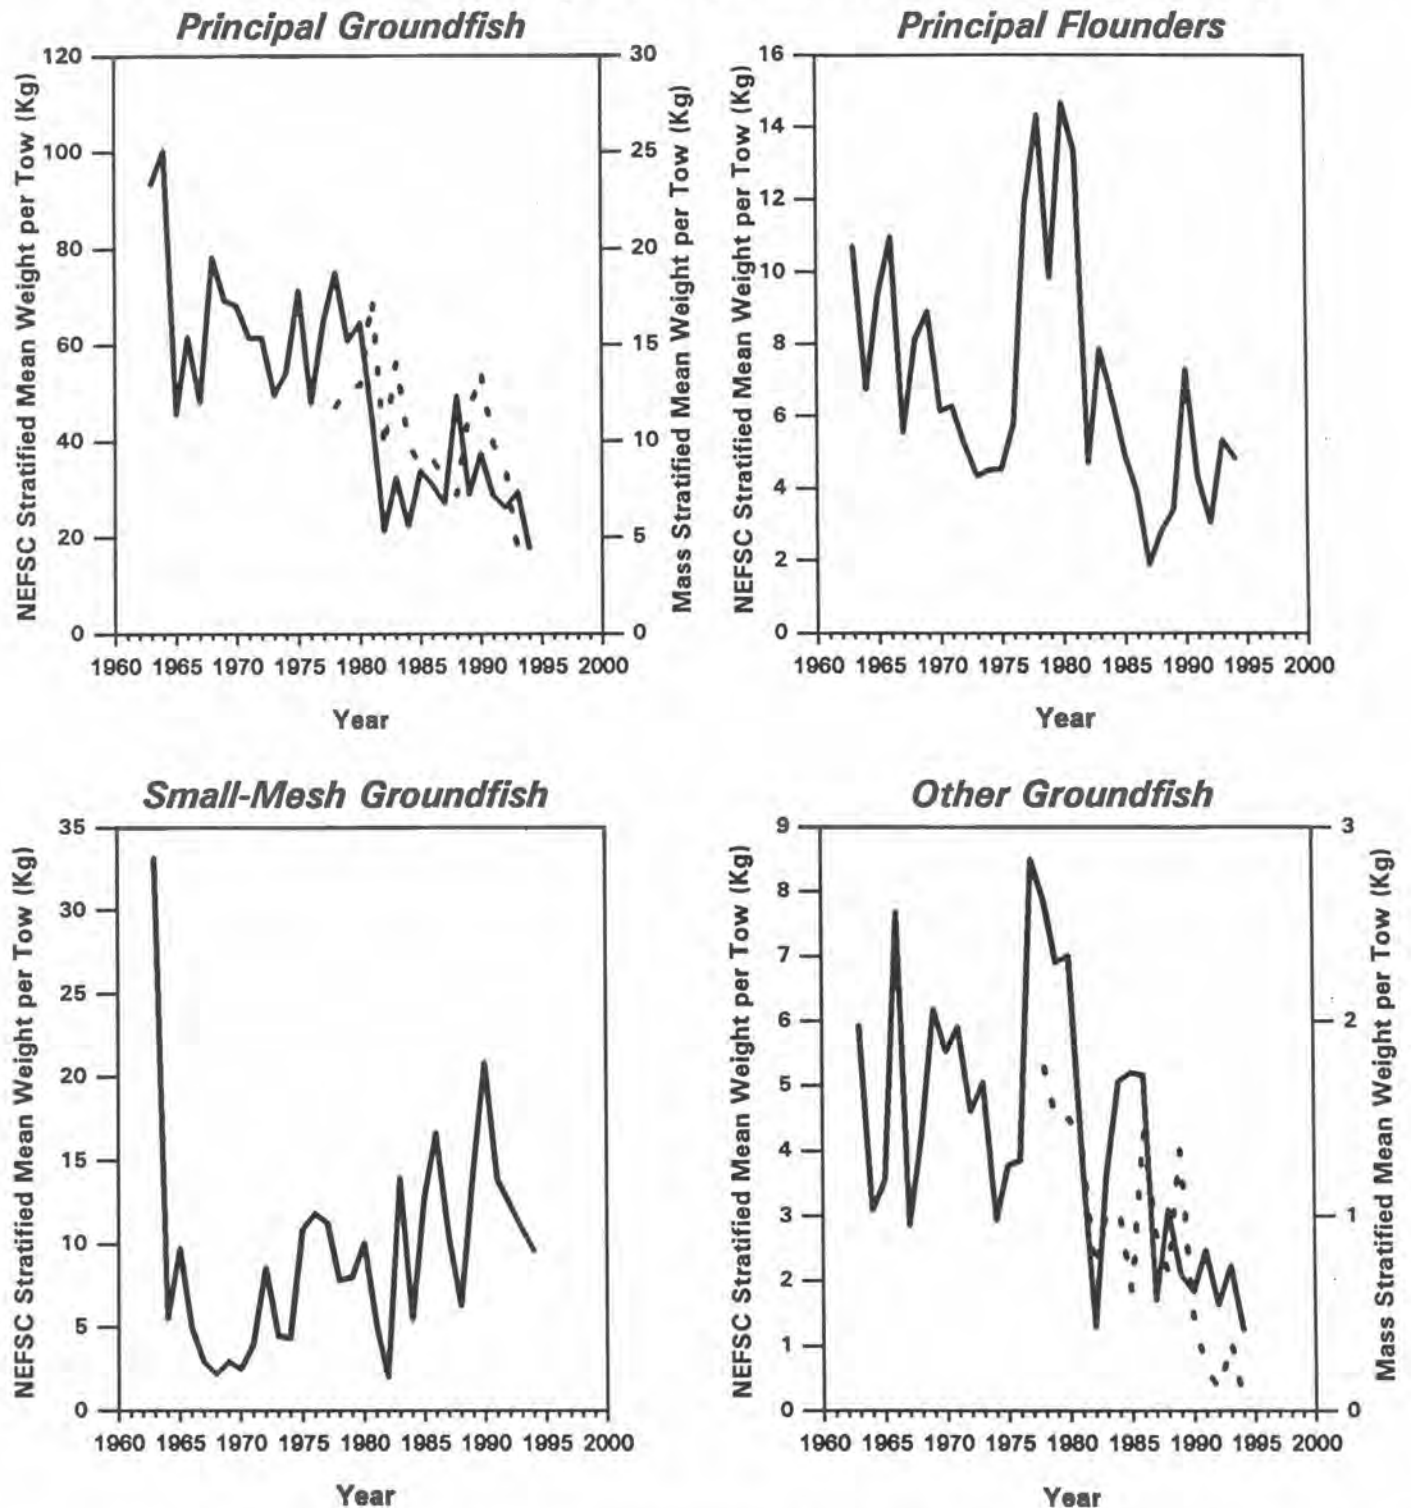 Principal Groundfish
NEFSC Stratified Mean Weight per Tow (Kg)
120
100
80
60
40
20
0
30
25
20
15
10
5
0
Mass Stratified Mean Weight per Tow (Kg)
1960 1965 1970 1975 1980 1985 1990 1995 2000
Year
Principal Flounders
NEFSC Stratified Mean Weight per Tow (Kg)
16
14
12
10
8
6
4
2
0
1960 1965 1970 1975 1980 1985 1990 1995 2000
Year
Small-Mesh Groundfish
NEFSC Stratified Mean Weight per Tow (Kg)
35
30
25
20
15
10
5
0
1960 1965 1970 1975 1980 1985 1990 1995 2000
Year
Other Groundfish
NEFSC Stratified Mean Weight per Tow (Kg)
9
8
7
6
5
4
3
2
1
0
3
2
1
0
Mass Stratified Mean Weight per Tow (Kg)
1960 1965 1970 1975 1980 1985 1990 1995 2000
Year